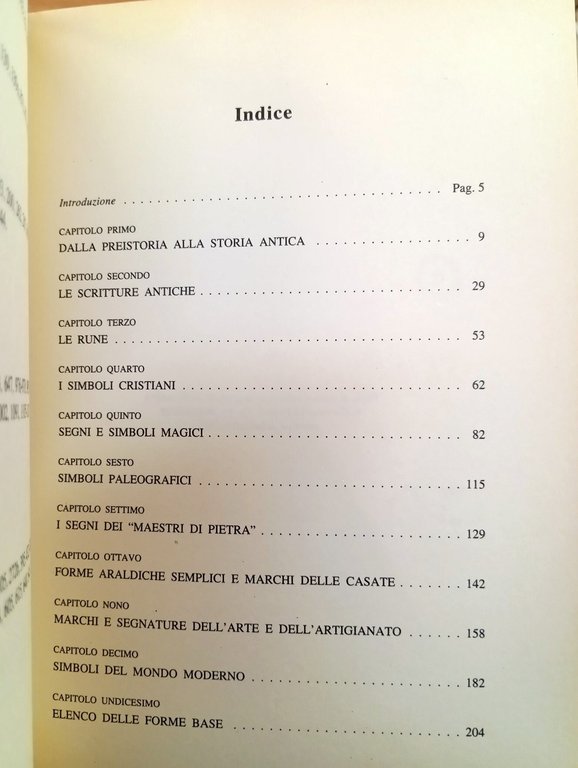 Indice
Introduzione . . . . . . . . . . . . . . . . . . . . . . . . . . . . . . Pag. 5
CAPITOLO PRIMO
DALLA PREISTORIA ALLA STORIA ANTICA . . . . . . . . . . . . . . 9
CAPITOLO SECONDO
LE SCRITTURE ANTICHE . . . . . . . . . . . . . . . . . . . . . . . . 29
CAPITOLO TERZO
LE RUNE . . . . . . . . . . . . . . . . . . . . . . . . . . . . . . . . 53
CAPITOLO QUARTO
I SIMBOLI CRISTIANI . . . . . . . . . . . . . . . . . . . . . . . . . . 62
CAPITOLO QUINTO
SEGNI E SIMBOLI MAGICI . . . . . . . . . . . . . . . . . . . . . . . 82
CAPITOLO SESTO
SIMBOLI PALEOGRAFICI . . . . . . . . . . . . . . . . . . . . . . . . 115
CAPITOLO SETTIMO
I SEGNI DEI “MAESTRI DI PIETRA” . . . . . . . . . . . . . . . . . . 129
CAPITOLO OTTAVO
FORME ARALDICHE SEMPLICI E MARCHI DELLE CASATE . . . . . . 142
CAPITOLO NONO
MARCHI E SEGNATURE DELL'ARTE E DELL'ARTIGIANATO . . . . . 158
CAPITOLO DECIMO
SIMBOLI DEL MONDO MODERNO . . . . . . . . . . . . . . . . . . . 182
CAPITOLO UNDICESIMO
ELENCO DELLE FORME BASE . . . . . . . . . . . . . . . . . . . . . 204